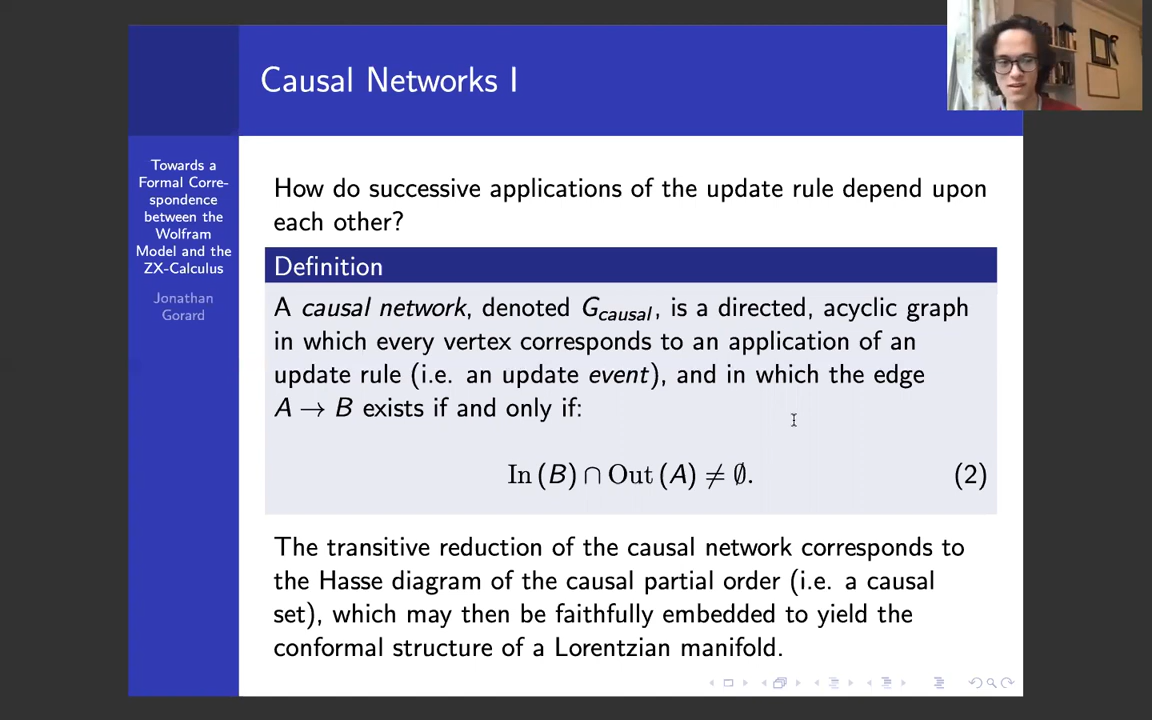 Causal Networks I
Towards a
Formal Corre-
spondence
between the
Wolfram
Model and the
ZX-Calculus
Jonathan
Gorard
How do successive applications of the update rule depend upon
each other?
Definition
A causal network, denoted G_causal, is a directed, acyclic graph
in which every vertex corresponds to an application of an
update rule (i.e. an update event), and in which the edge
A → B exists if and only if:
In (B) ∩ Out (A) ≠ ∅. (2)
The transitive reduction of the causal network corresponds to
the Hasse diagram of the causal partial order (i.e. a causal
set), which may then be faithfully embedded to yield the
conformal structure of a Lorentzian manifold.